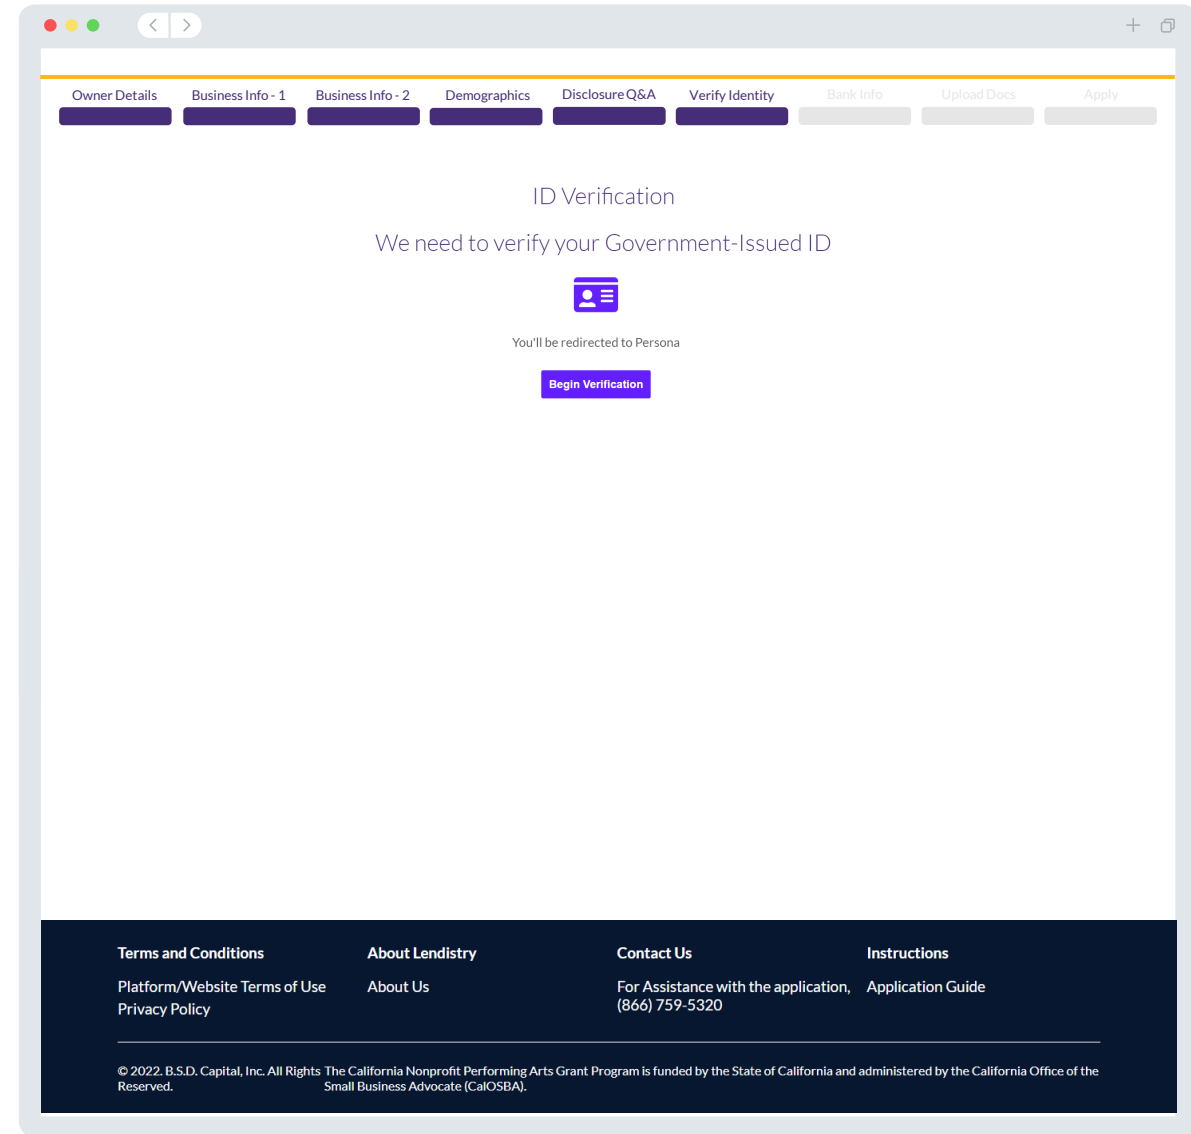 Owner Details Business Info - 1 Business Info - 2 Demographics Disclosure Q&A Verify Identity Bank Info Upload Docs Apply
ID Verification
We need to verify your Government-Issued ID
You'll be redirected to Persona
Begin Verification
Terms and Conditions
Platform/Website Terms of Use
Privacy Policy
About Lendistry
About Us
Contact Us
For Assistance with the application,
(866) 759-5320
Instructions
Application Guide
© 2022. B.S.D. Capital, Inc. All Rights
Reserved.
The California Nonprofit Performing Arts Grant Program is funded by the State of California and administered by the California Office of the
Small Business Advocate (CalOSBA).